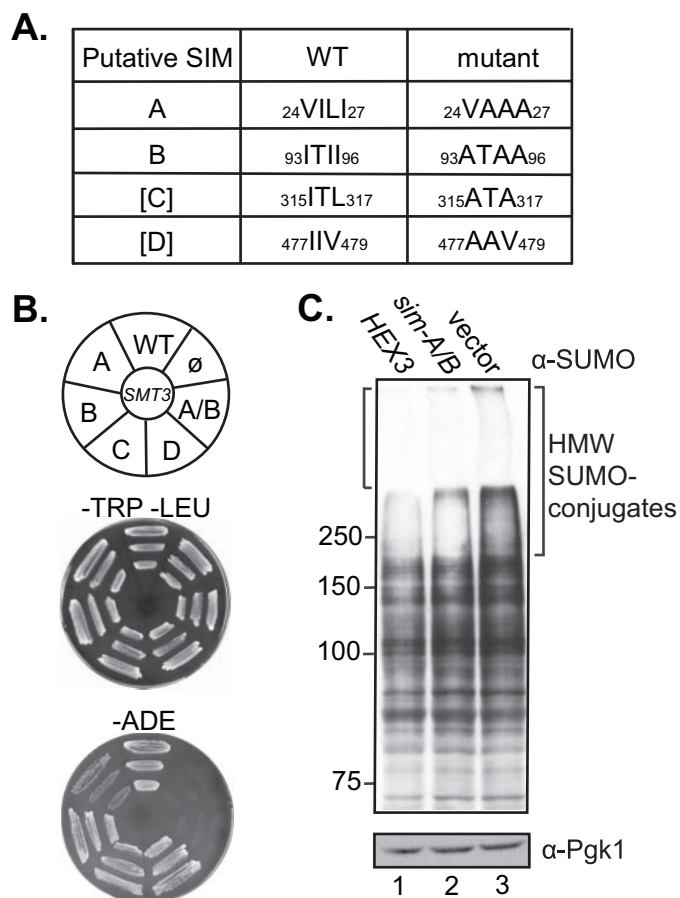 A.
Putative SIM WT mutant
A 24VILI27 24VAAA27
B 93ITII96 93ATAA96
[C] 315ITL317 315ATA317
[D] 477IIV479 477AAV479
B.
WT
A ø
SMT3
B A/B
C D
-TRP -LEU
-ADE
C.
HEX3 sim-A/B vector
α-SUMO
HMW
SUMO-
conjugates
250
150
100
75
α-Pgk1
1 2 3